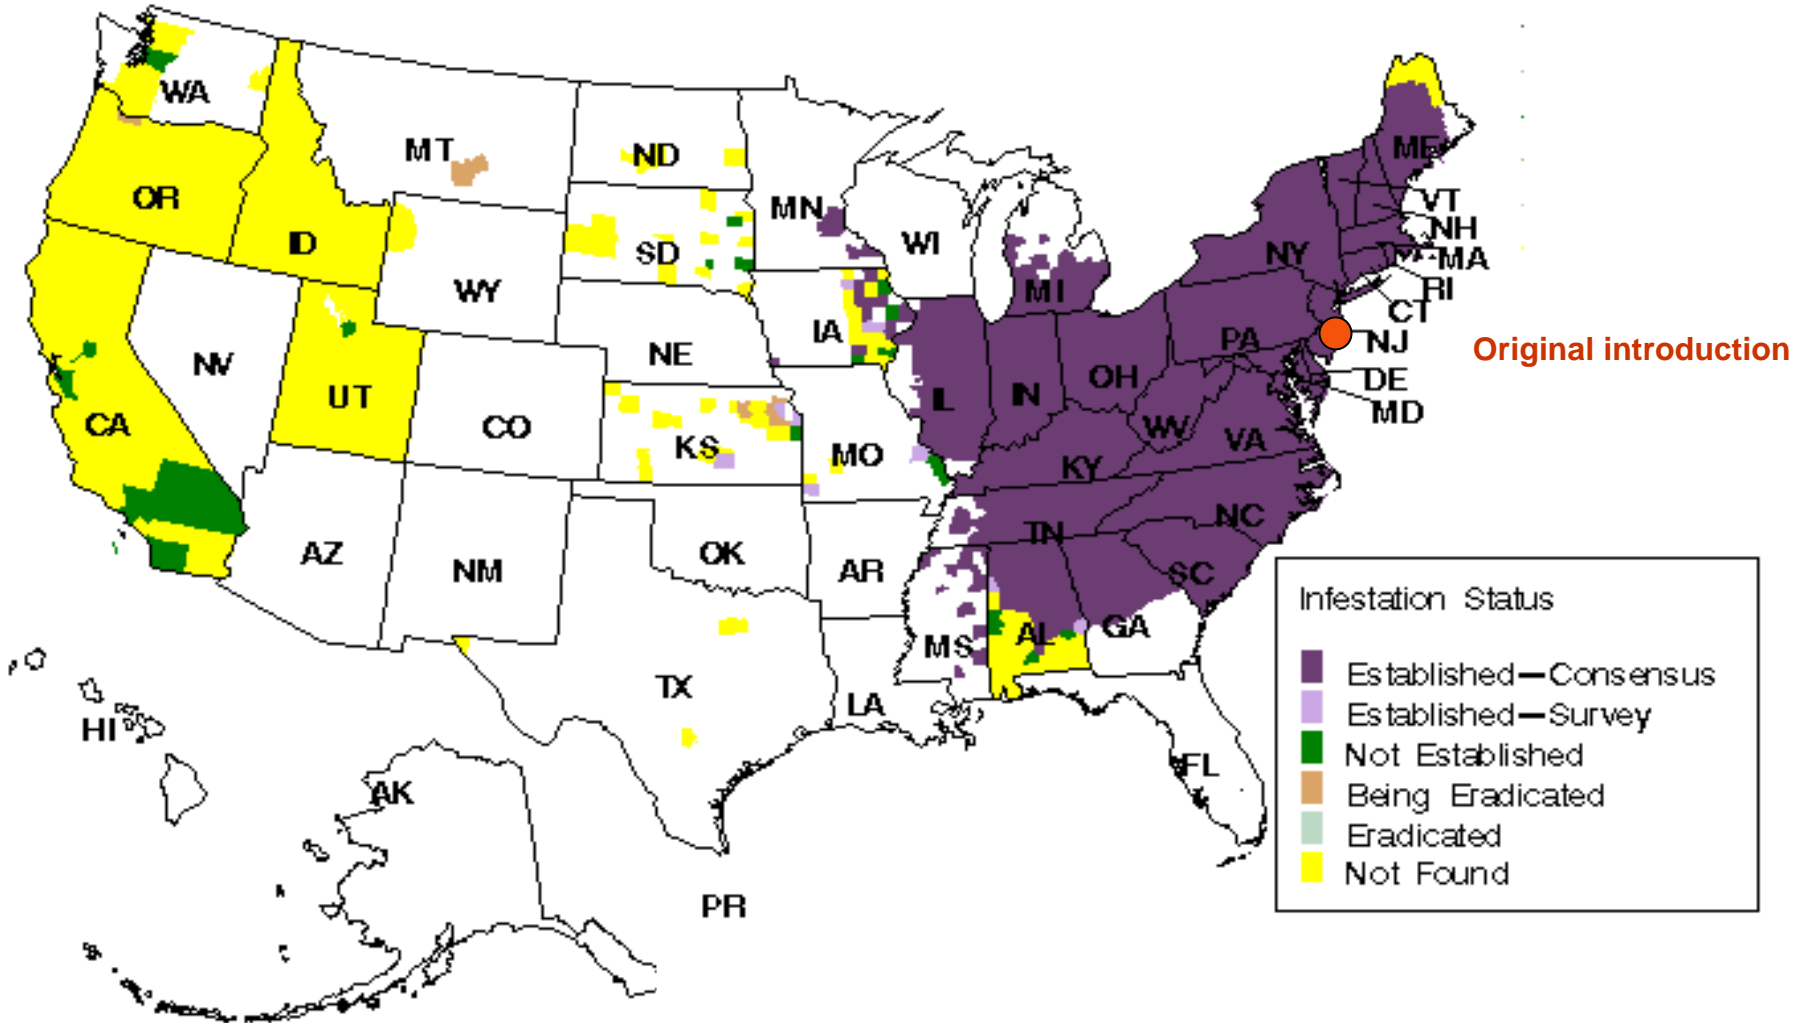 WA
MT
ND
ME
OR
MN
VT
ID
SD
WI
NH
NY
MA
WY
MI
RI
CT
IA
PA
NJ
Original introduction
NV
NE
UT
IL
IN
OH
DE
CA
CO
MD
KS
MO
WV
VA
KY
NC
TN
AZ
NM
OK
AR
SC
Infestation Status
AL
GA
MS
Established—Consensus
TX
LA
Established—Survey
HI
Not Established
FL
AK
Being Eradicated
Eradicated
Not Found
PR